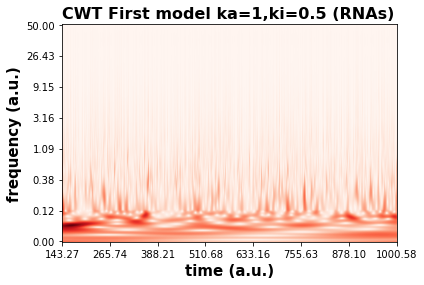 CWT First model ka=1,ki=0.5 (RNAs)
frequency (a.u.)
50.00
26.43
9.15
3.16
1.09
0.38
0.12
0.00
143.27 265.74 388.21 510.68 633.16 755.63 878.10 1000.58
time (a.u.)